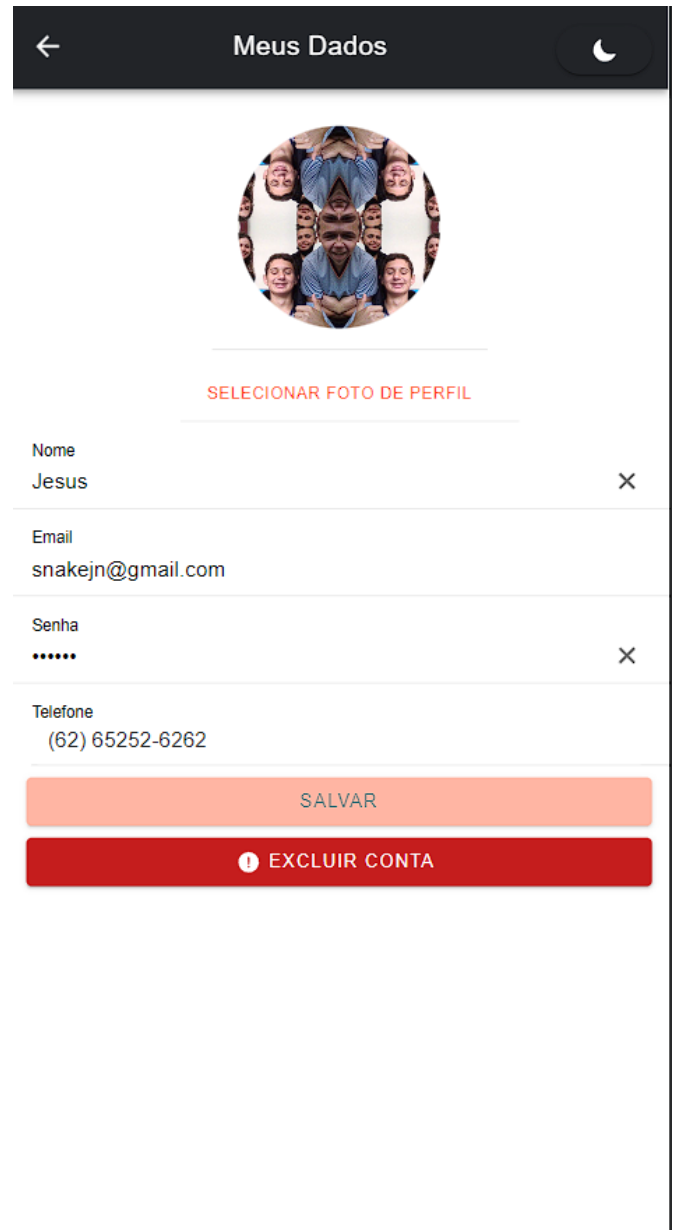 Meus Dados
SELECIONAR FOTO DE PERFIL
Nome
Jesus
Email
snakejn@gmail.com
Senha
••••••
Telefone
(62) 65252-6262
SALVAR
EXCLUIR CONTA